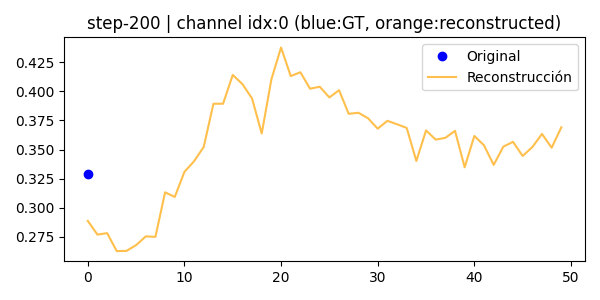 step-200 | channel idx:0 (blue:GT, orange:reconstructed)
Original
Reconstrucción
0.425
0.400
0.375
0.350
0.325
0.300
0.275
0 10 20 30 40 50